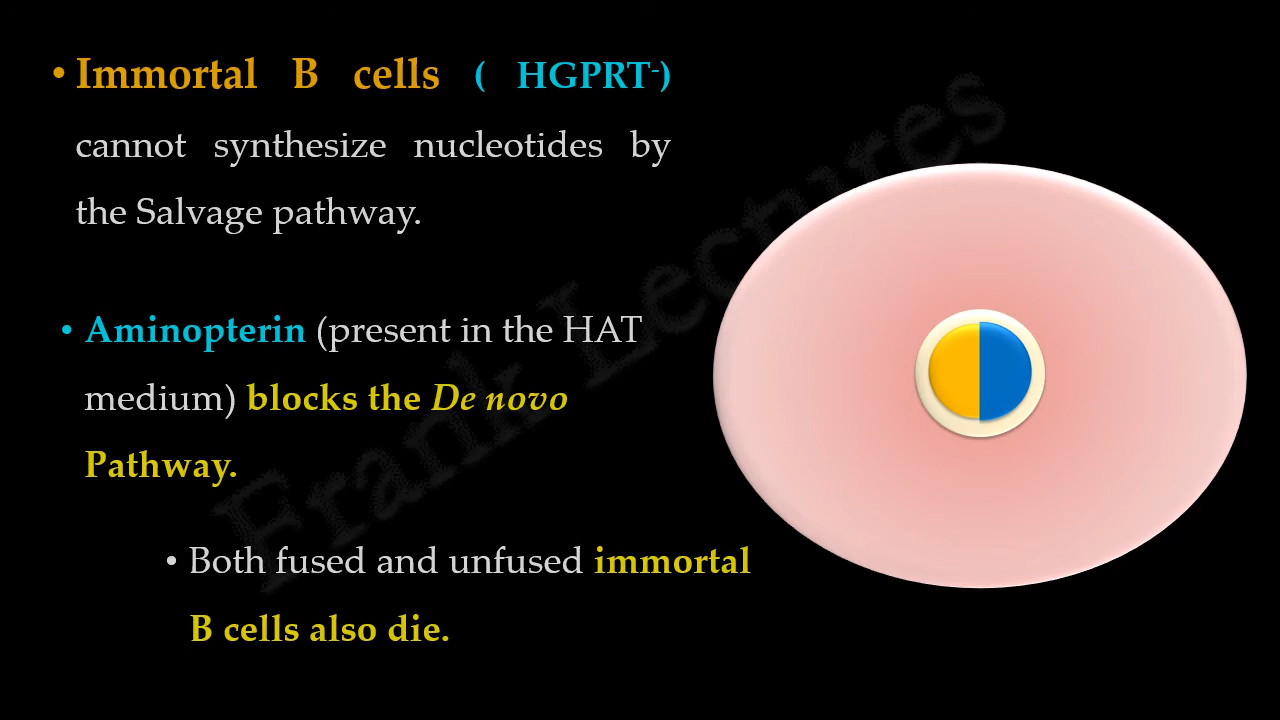 • Immortal B cells ( HGPRT-)
cannot synthesize nucleotides by
the Salvage pathway.
• Aminopterin (present in the HAT
medium) blocks the De novo
Pathway.
• Both fused and unfused immortal
B cells also die.
Frank Lectures